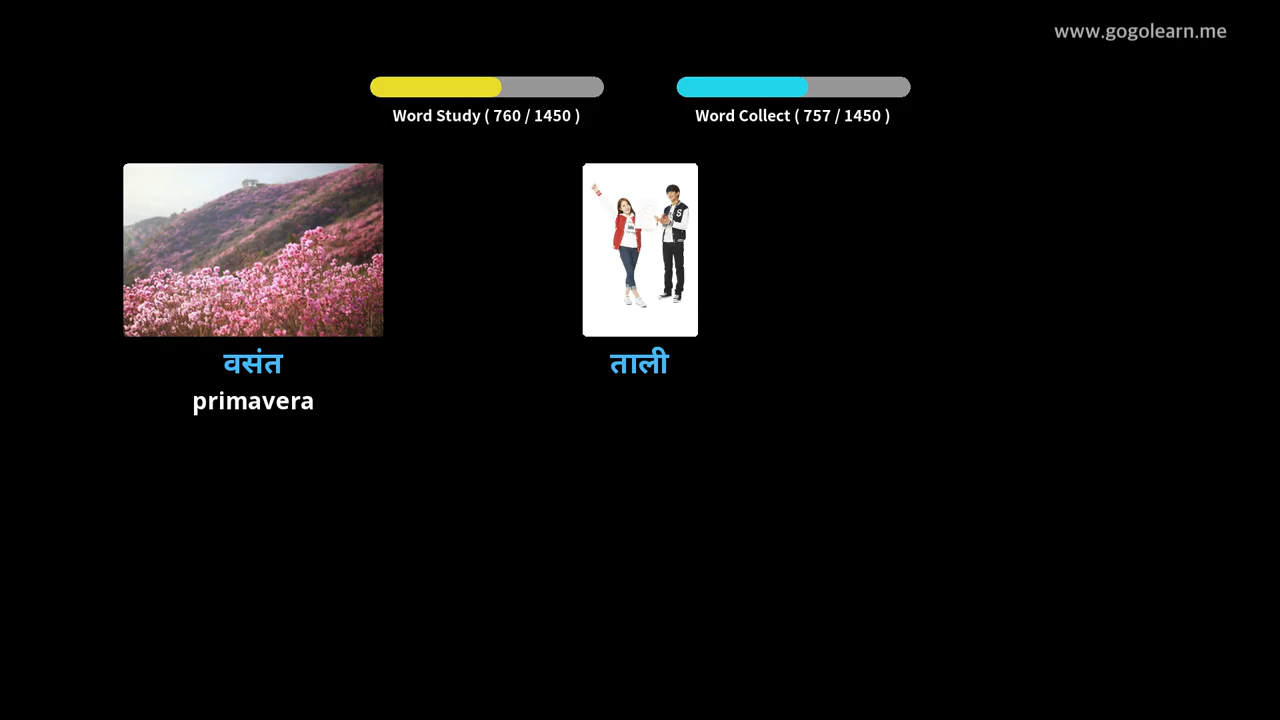 www.gogolearn.me
Word Study ( 760 / 1450 )
Word Collect ( 757 / 1450 )
वसंत
primavera
ताली